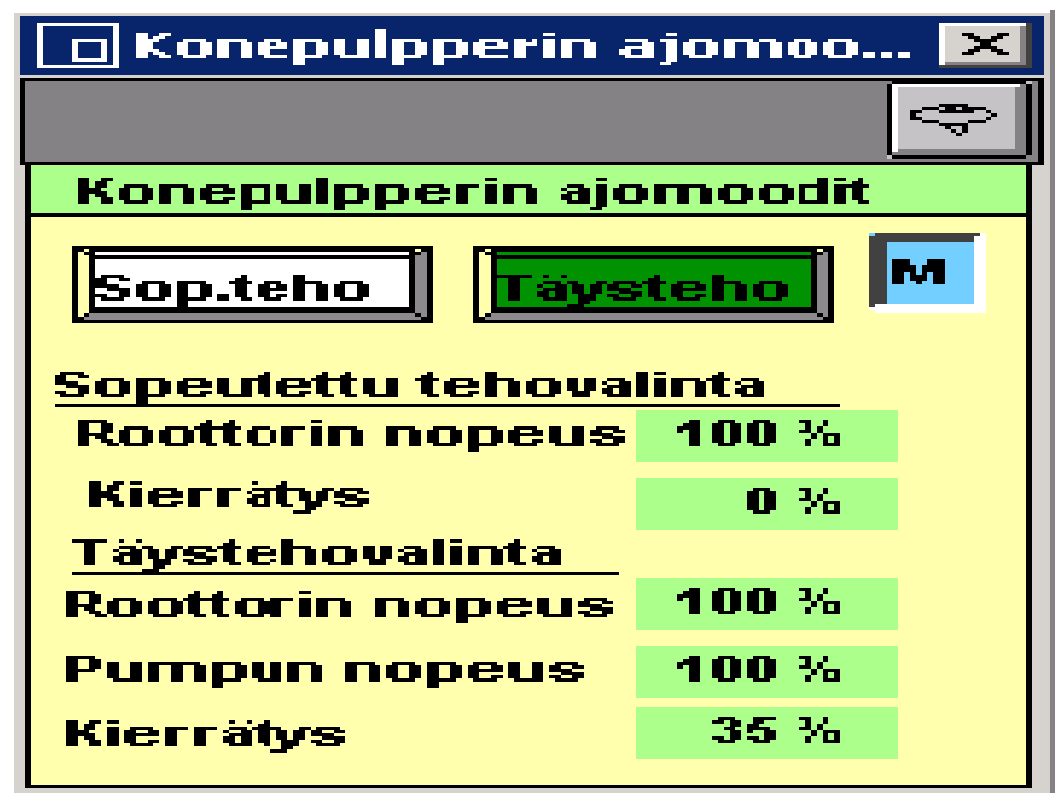 Konepulpperin ajomoo...
Konepulpperin ajomoodit
Sop.teho Täysteho M
Sopeutettu tehovalinta
Roottorin nopeus 100 %
Kierrätys 0 %
Täystehovalinta
Roottorin nopeus 100 %
Pumpun nopeus 100 %
Kierrätys 35 %